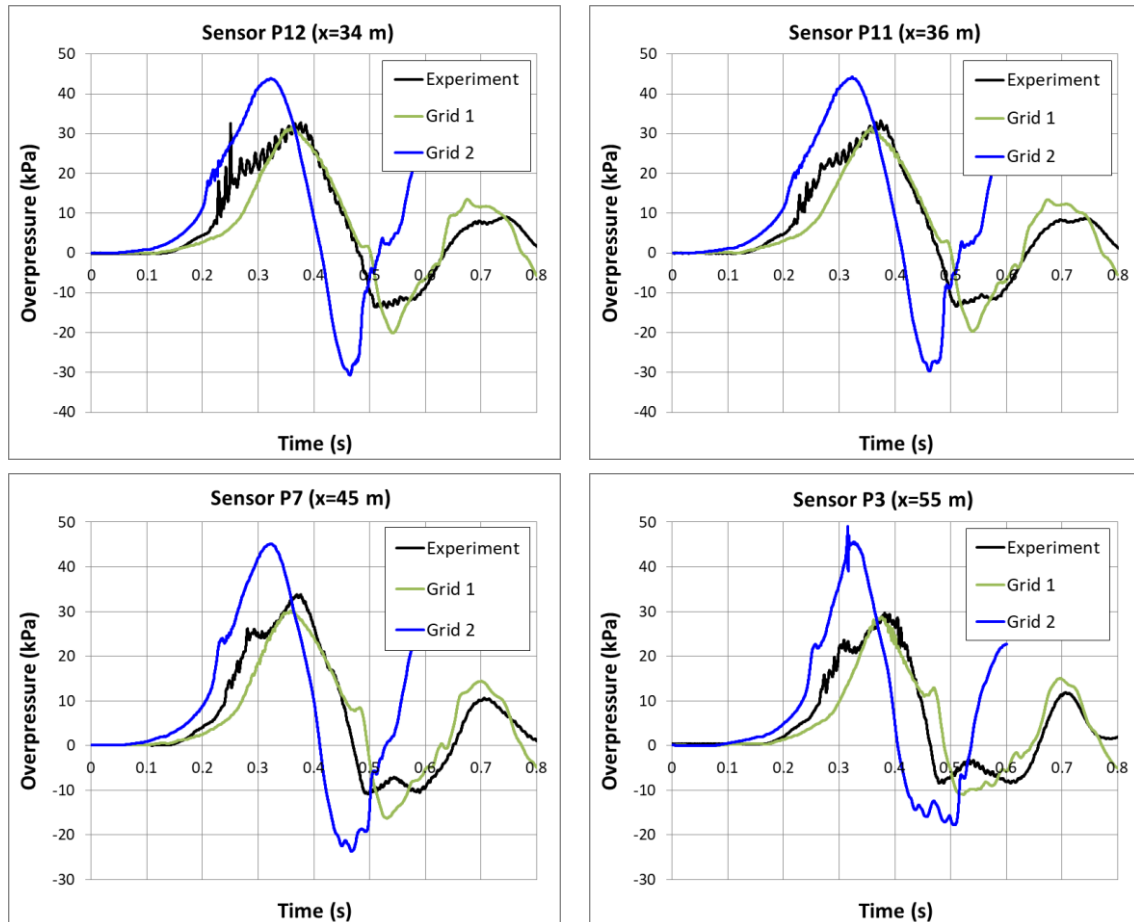 Sensor P12 (x=34 m)
50
40
30
20
10
0
-10
-20
-30
-40
Overpressure (kPa)
0 0.1 0.2 0.3 0.4 0.5 0.6 0.7 0.8
Time (s)
Experiment
Grid 1
Grid 2
Sensor P11 (x=36 m)
50
40
30
20
10
0
-10
-20
-30
-40
Overpressure (kPa)
0 0.1 0.2 0.3 0.4 0.5 0.6 0.7 0.8
Time (s)
Experiment
Grid 1
Grid 2
Sensor P7 (x=45 m)
50
40
30
20
10
0
-10
-20
-30
Overpressure (kPa)
0 0.1 0.2 0.3 0.4 0.5 0.6 0.7 0.8
Time (s)
Experiment
Grid 1
Grid 2
Sensor P3 (x=55 m)
50
40
30
20
10
0
-10
-20
-30
Overpressure (kPa)
0 0.1 0.2 0.3 0.4 0.5 0.6 0.7 0.8
Time (s)
Experiment
Grid 1
Grid 2